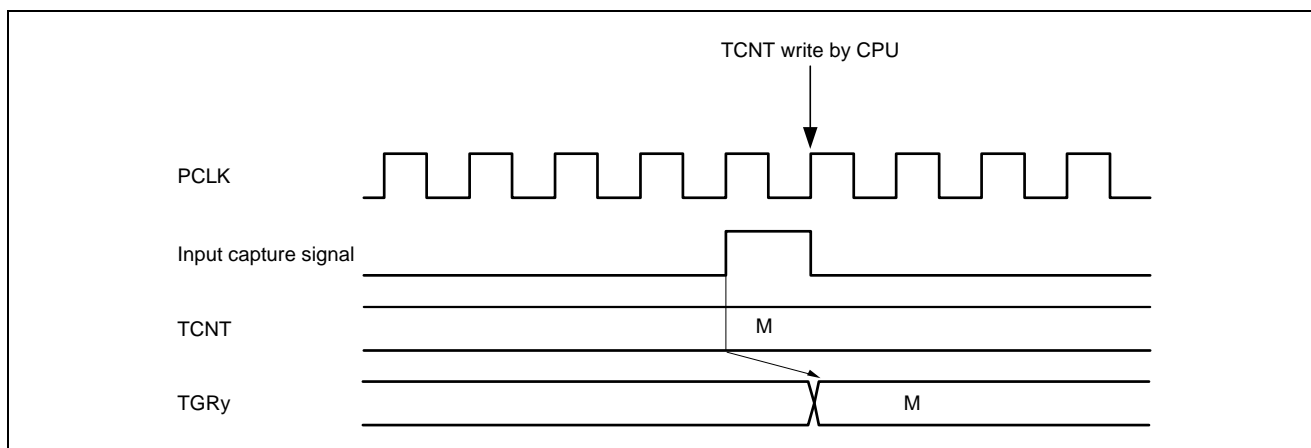 TCNT write by CPU
PCLK
Input capture signal
TCNT
M
TGRy
M